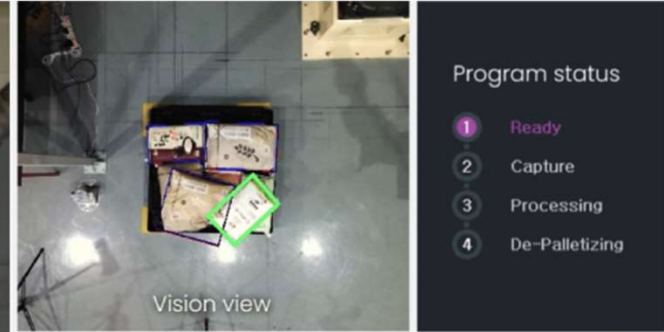 Vision view
Program status
1 Ready
2 Capture
3 Processing
4 De-Palletizing